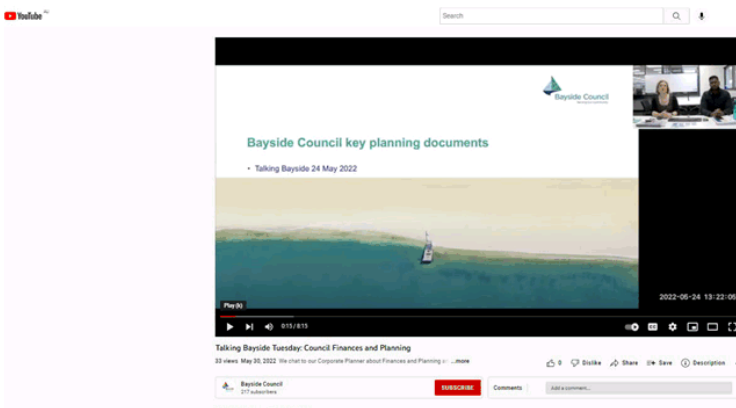 YouTube AU
Search
Bayside Council
Bayside Council key planning documents
• Talking Bayside 24 May 2022
2022-05-24 13:22:05
Play (k)
0:15 / 8:15
Talking Bayside Tuesday: Council Finances and Planning
33 views May 30, 2022 We chat to our Corporate Planner about Finances and Planning at ...more
0 Dislike Share Save Description
Bayside Council
217 subscribers
SUBSCRIBE
Comments
Add a comment...